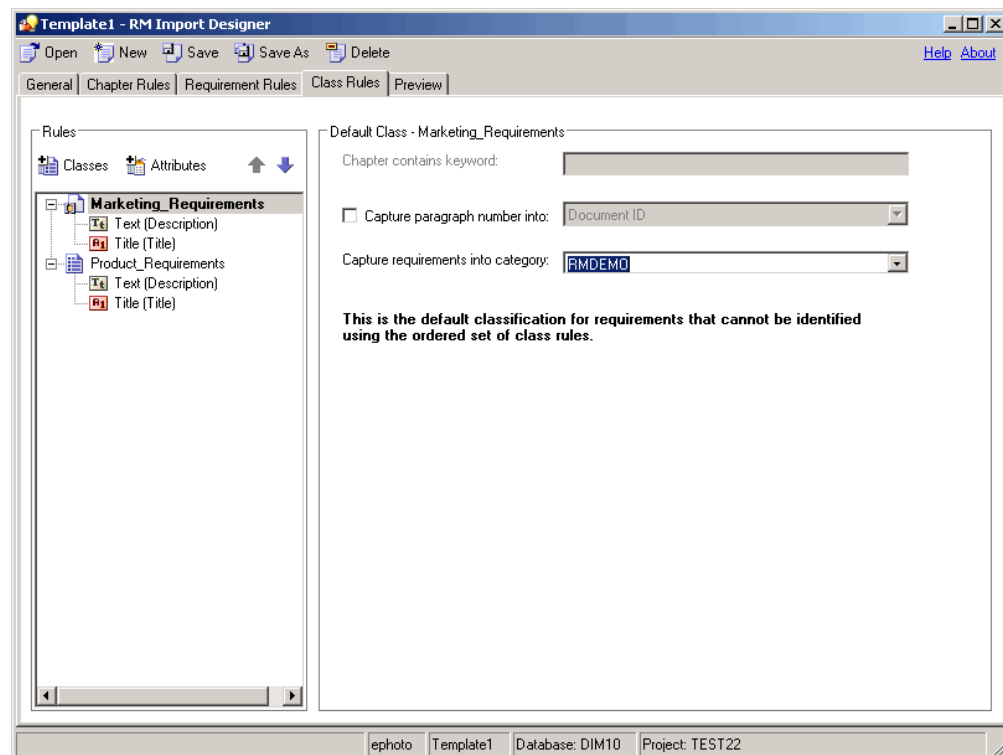 Template1 - RM Import Designer
Open New Save Save As Delete Help About
General Chapter Rules Requirement Rules Class Rules Preview
Rules
Classes Attributes
Marketing_Requirements
Text (Description)
Title (Title)
Product_Requirements
Text (Description)
Title (Title)
Default Class - Marketing_Requirements
Chapter contains keyword:
Capture paragraph number into: Document ID
Capture requirements into category: RMDEMO
This is the default classification for requirements that cannot be identified
using the ordered set of class rules.
ephoto Template1 Database: DIM10 Project: TEST22